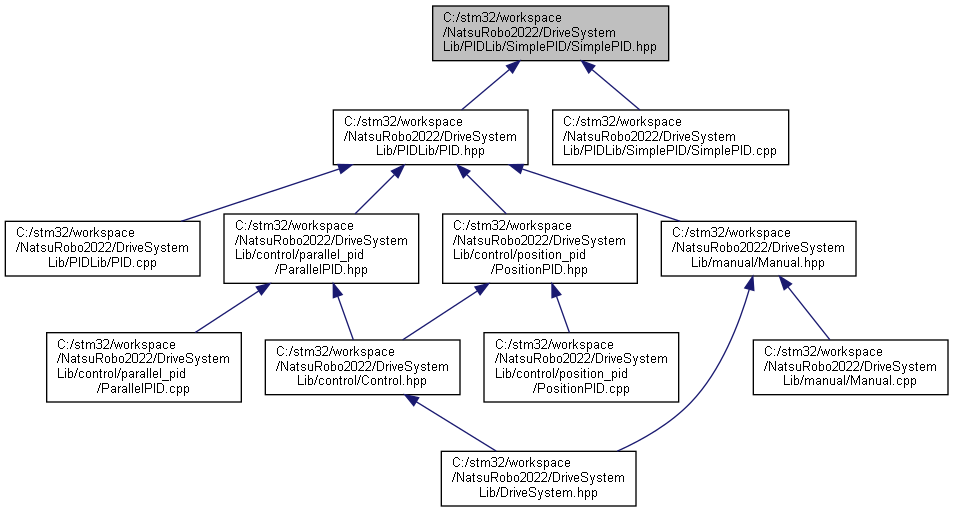 C:/stm32/workspace
/NatsuRobo2022/DriveSystem
Lib/PIDLib/SimplePID/SimplePID.hpp
C:/stm32/workspace
/NatsuRobo2022/DriveSystem
Lib/PIDLib/PID.hpp
C:/stm32/workspace
/NatsuRobo2022/DriveSystem
Lib/PIDLib/SimplePID/SimplePID.cpp
C:/stm32/workspace
/NatsuRobo2022/DriveSystem
Lib/PIDLib/PID.cpp
C:/stm32/workspace
/NatsuRobo2022/DriveSystem
Lib/control/parallel_pid
/ParallelPID.hpp
C:/stm32/workspace
/NatsuRobo2022/DriveSystem
Lib/control/position_pid
/PositionPID.hpp
C:/stm32/workspace
/NatsuRobo2022/DriveSystem
Lib/manual/Manual.hpp
C:/stm32/workspace
/NatsuRobo2022/DriveSystem
Lib/control/parallel_pid
/ParallelPID.cpp
C:/stm32/workspace
/NatsuRobo2022/DriveSystem
Lib/control/Control.hpp
C:/stm32/workspace
/NatsuRobo2022/DriveSystem
Lib/control/position_pid
/PositionPID.cpp
C:/stm32/workspace
/NatsuRobo2022/DriveSystem
Lib/manual/Manual.cpp
C:/stm32/workspace
/NatsuRobo2022/DriveSystem
Lib/DriveSystem.hpp